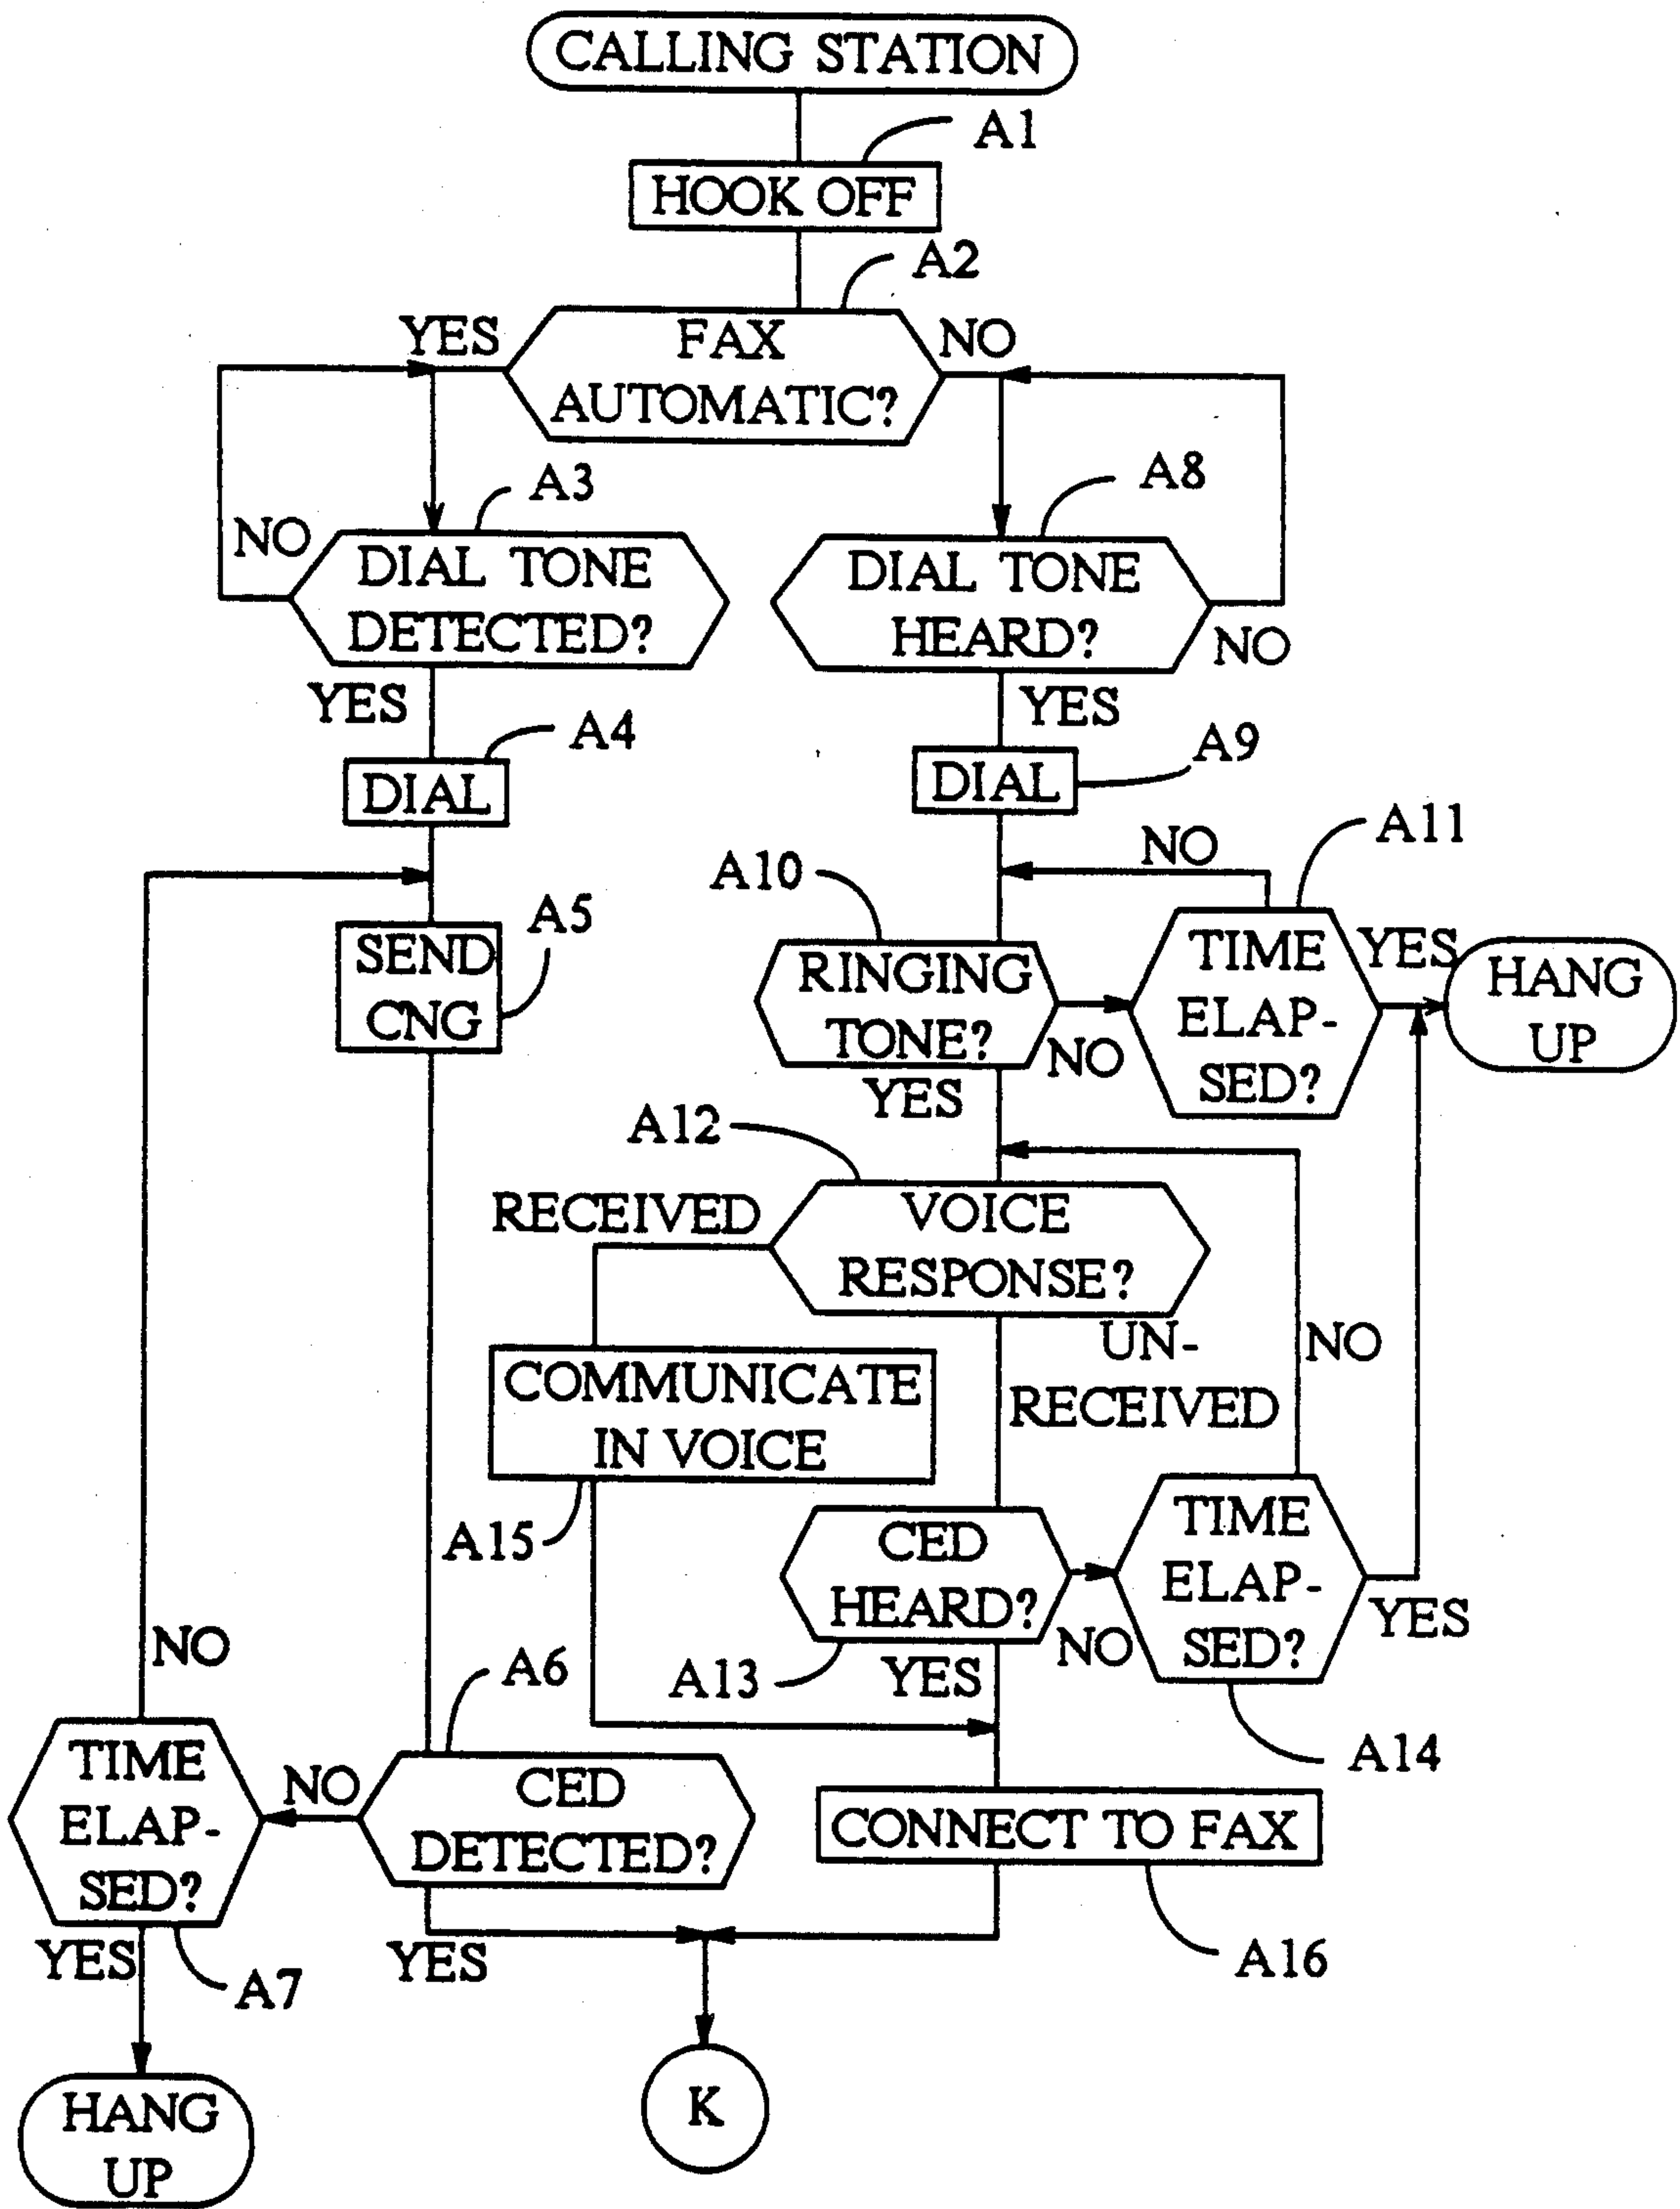 CALLING STATION
A1
HOOK OFF
A2
YES
FAX
AUTOMATIC?
NO
A3
A8
NO
DIAL TONE
DETECTED?
DIAL TONE
HEARD?
NO
YES
YES
A4
A9
DIAL
DIAL
A11
NO
A10
A5
SEND
CNG
RINGING
TONE?
NO
TIME
ELAP-
SED?
YES
HANG
UP
YES
A12
RECEIVED
VOICE
RESPONSE?
UN-
RECEIVED
NO
COMMUNICATE
IN VOICE
A15
CED
HEARD?
NO
TIME
ELAP-
SED?
YES
A13
YES
A14
NO
A6
TIME
ELAP-
SED?
NO
CED
DETECTED?
CONNECT TO FAX
YES
A7
YES
A16
K
HANG
UP